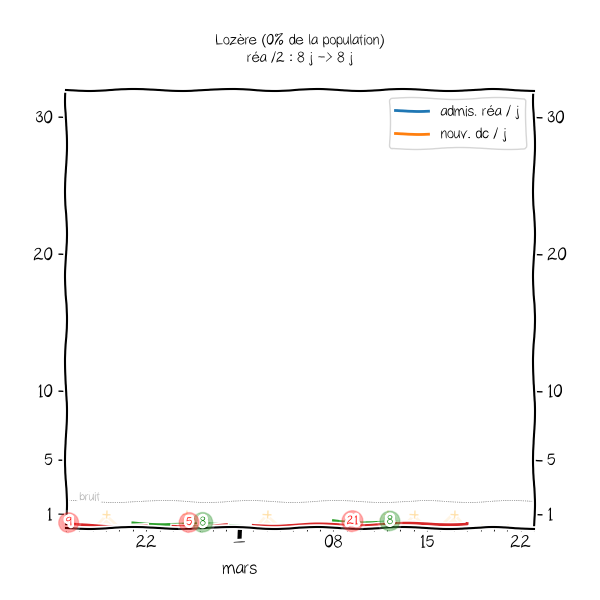 Lozère (0% de la population)
réa /2 : 8 j -> 8 j
admis. réa / j
nouv. dc / j
30 30
20 20
10 10
5 5
... bruit
1 9 5 8 21 8 1
22 1 08 15 22
mars